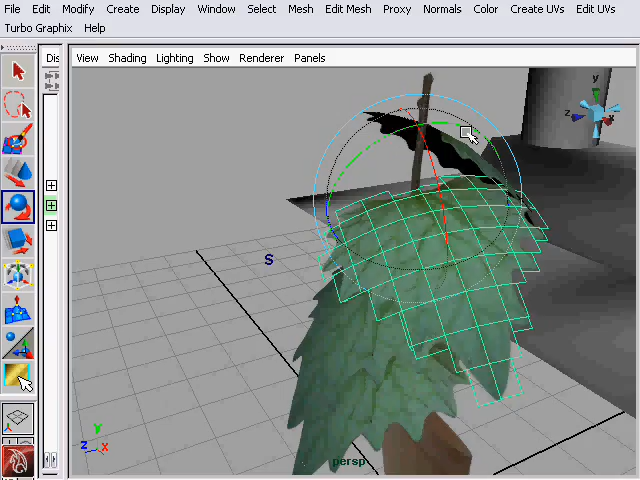 File Edit Modify Create Display Window Select Mesh Edit Mesh Proxy Normals Color Create UVs Edit UVs
Turbo Graphix Help
Dis View Shading Lighting Show Renderer Panels
y
z x
S
y
z x
persp